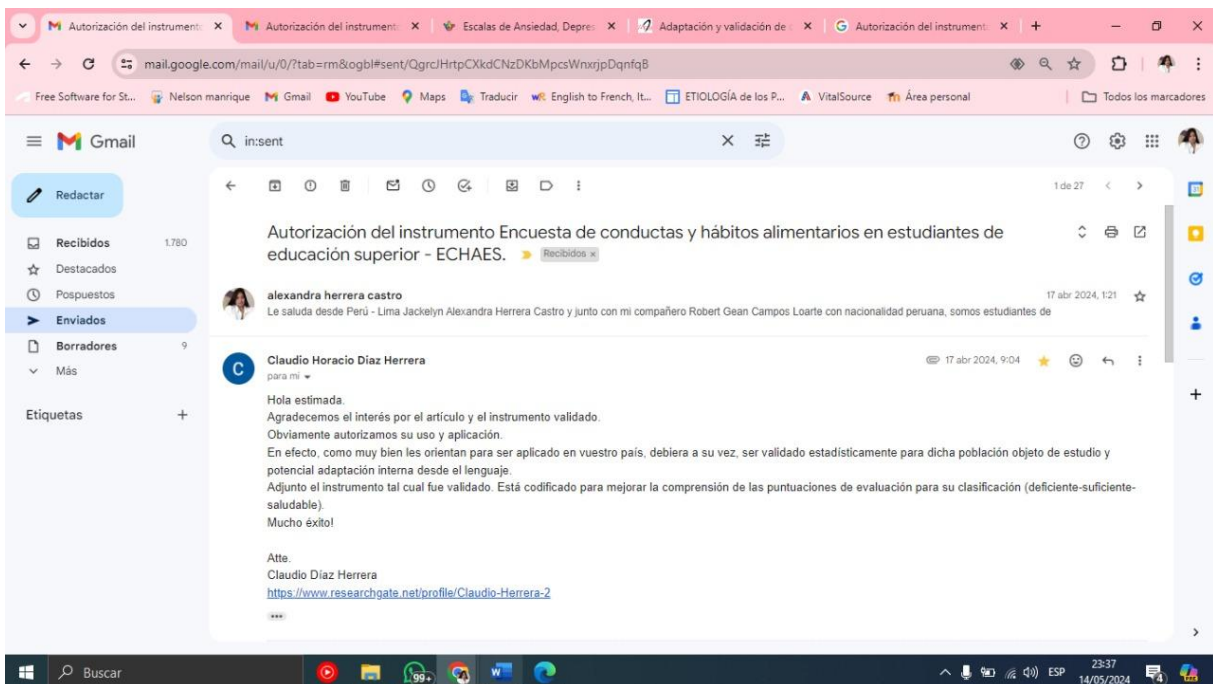 Autorización del instrument
Autorización del instrument
Escalas de Ansiedad, Depres
Adaptación y validación de
Autorización del instrument
mail.google.com/mail/u/0/?tab=rm&ogbl#sent/QgrcJHrtpCXkdCNzDKbMpcsWnxrjpDqnfqB
Free Software for St...
Nelson manrique
Gmail
YouTube
Maps
Traducir
English to French, It...
ETIOLOGÍA de los P...
VitalSource
Área personal
Todos los marcadores
Gmail
in:sent
Redactar
1 de 27
Recibidos 1.780
Destacados
Pospuestos
Enviados
Borradores 9
Más
Etiquetas
Autorización del instrumento Encuesta de conductas y hábitos alimentarios en estudiantes de
educación superior - ECHAES. Recibidos x
alexandra herrera castro 17 abr 2024, 1:21
Le saluda desde Perú - Lima Jackelyn Alexandra Herrera Castro y junto con mi compañero Robert Gean Campos Loarte con nacionalidad peruana, somos estudiantes de
C
Claudio Horacio Diaz Herrera 17 abr 2024, 9:04
para mí
Hola estimada.
Agradecemos el interés por el artículo y el instrumento validado.
Obviamente autorizamos su uso y aplicación.
En efecto, como muy bien les orientan para ser aplicado en vuestro país, debiera a su vez, ser validado estadísticamente para dicha población objeto de estudio y
potencial adaptación interna desde el lenguaje.
Adjunto el instrumento tal cual fue validado. Está codificado para mejorar la comprensión de las puntuaciones de evaluación para su clasificación (deficiente-suficiente-
saludable).
Mucho éxito!
Atte.
Claudio Díaz Herrera
https://www.researchgate.net/profile/Claudio-Herrera-2
Buscar
99+
ESP
23:37
14/05/2024
4